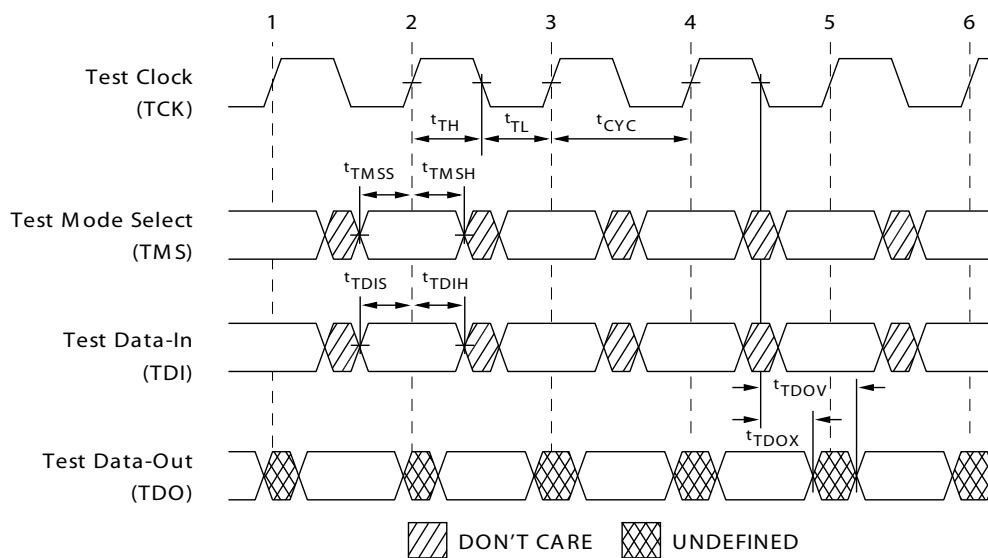 1 2 3 4 5 6
Test Clock
(TCK)
tTH tTL tCYC
tTMSS tTMSH
Test Mode Select
(TMS)
tTDIS tTDIH
Test Data-In
(TDI)
tTDOV
tTDOX
Test Data-Out
(TDO)
DON'T CARE UNDEFINED